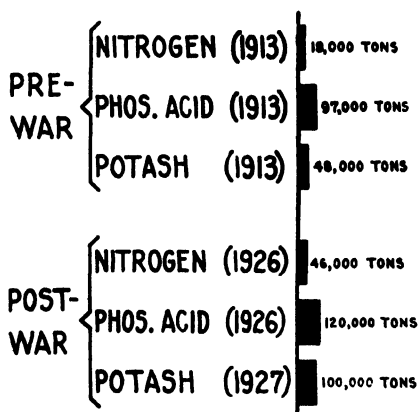 NITROGEN (1913) 18,000 TONS
PRE-
WAR
PHOS. ACID (1913) 97,000 TONS
POTASH (1913) 48,000 TONS
NITROGEN (1926) 46,000 TONS
POST-
WAR
PHOS. ACID (1926) 120,000 TONS
POTASH (1927) 100,000 TONS